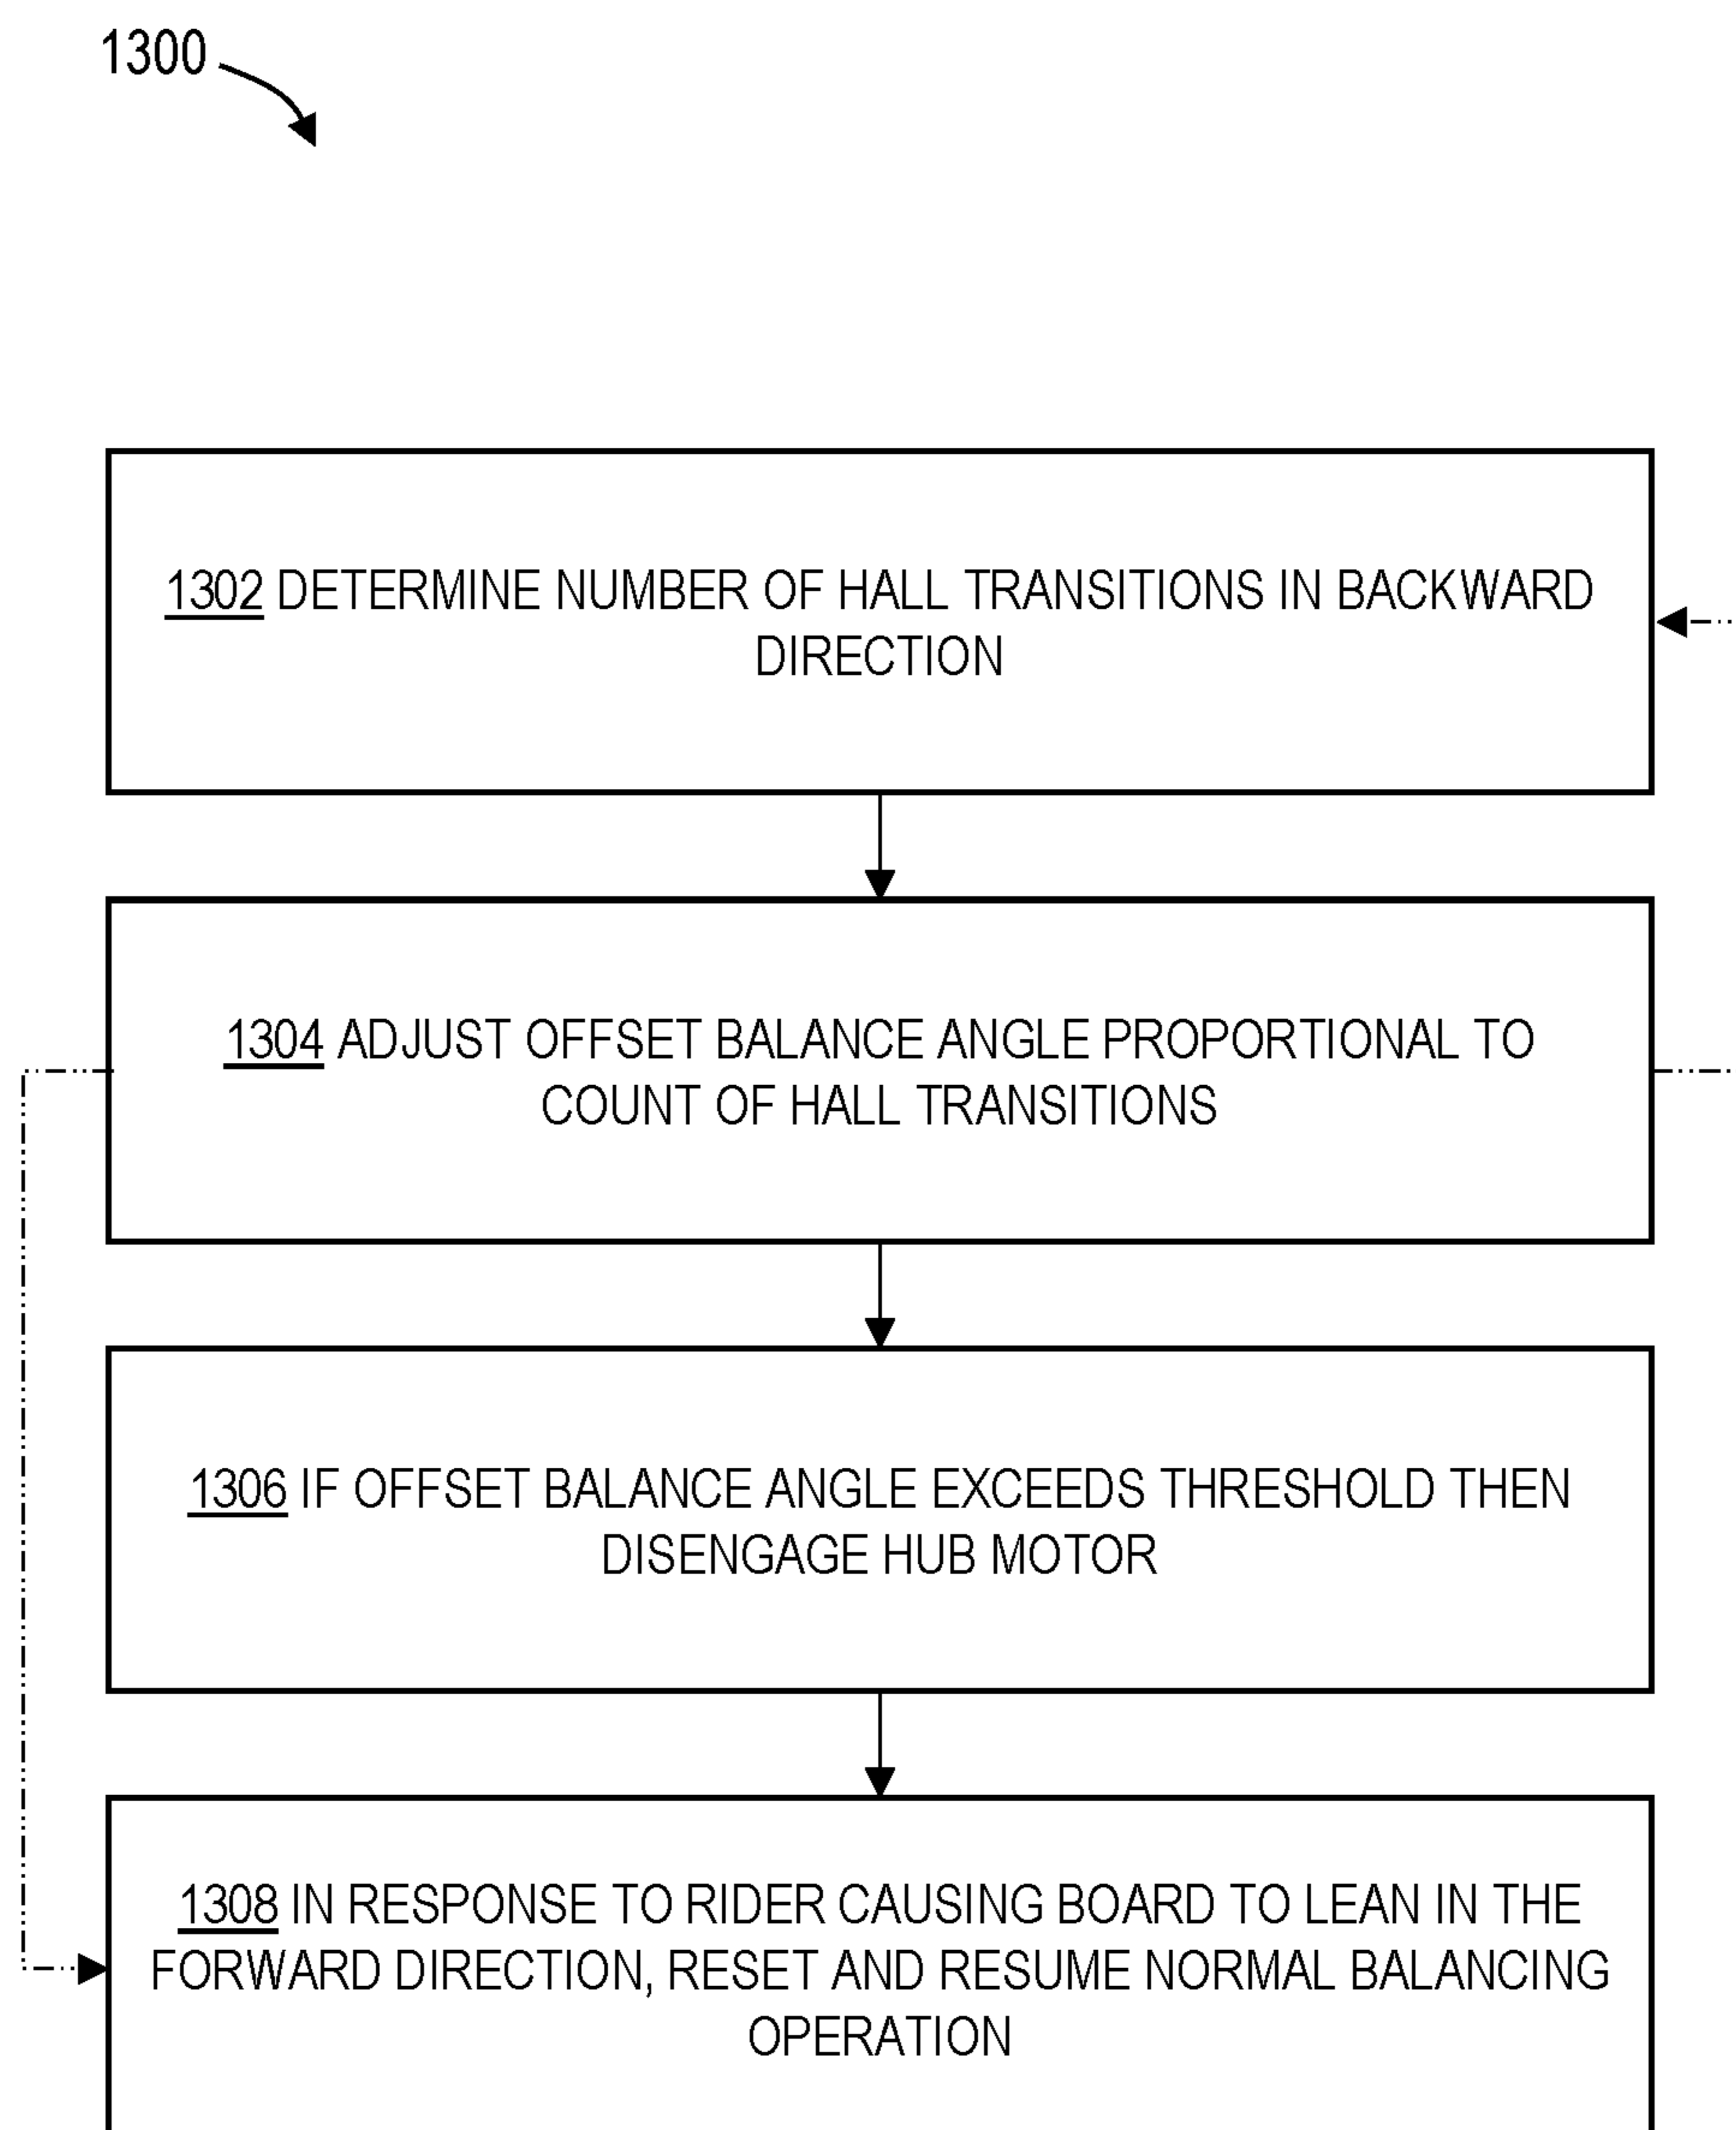 1300
1302 DETERMINE NUMBER OF HALL TRANSITIONS IN BACKWARD
DIRECTION
1304 ADJUST OFFSET BALANCE ANGLE PROPORTIONAL TO
COUNT OF HALL TRANSITIONS
1306 IF OFFSET BALANCE ANGLE EXCEEDS THRESHOLD THEN
DISENGAGE HUB MOTOR
1308 IN RESPONSE TO RIDER CAUSING BOARD TO LEAN IN THE
FORWARD DIRECTION, RESET AND RESUME NORMAL BALANCING
OPERATION